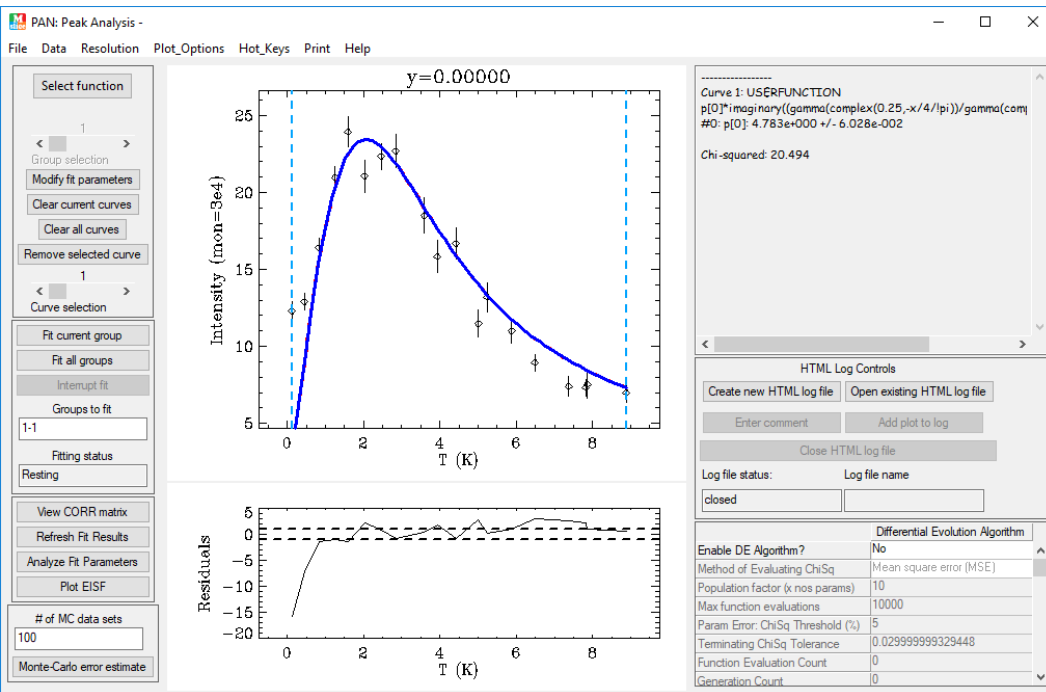 PAN: Peak Analysis -
File Data Resolution Plot_Options Hot_Keys Print Help
Select function
1
< >
Group selection
Modify fit parameters
Clear current curves
Clear all curves
Remove selected curve
1
< >
Curve selection
Fit current group
Fit all groups
Interrupt fit
Groups to fit
1-1
Fitting status
Resting
View CORR matrix
Refresh Fit Results
Analyze Fit Parameters
Plot EISF
# of MC data sets
100
Monte-Carlo error estimate
y=0.00000
Intensity (mon=3e4)
25
20
15
10
5
0 2 4 6 8
T (K)
Residuals
5
0
-5
-10
-15
-20
0 2 4 6 8
T (K)
-----------------
Curve 1: USERFUNCTION
p[0]*imaginary((gamma(complex(0.25,-x/4/!pi))/gamma(com
#0: p[0]: 4.783e+000 +/- 6.028e-002
Chi-squared: 20.494
< >
HTML Log Controls
Create new HTML log file Open existing HTML log file
Enter comment Add plot to log
Close HTML log file
Log file status: Log file name
closed
Differential Evolution Algorithm
Enable DE Algorithm? No
Method of Evaluating ChiSq Mean square error (MSE)
Population factor (x nos params) 10
Max function evaluations 10000
Param Error: ChiSq Threshold (%) 5
Terminating ChiSq Tolerance 0.029999999329448
Function Evaluation Count 0
Generation Count 0